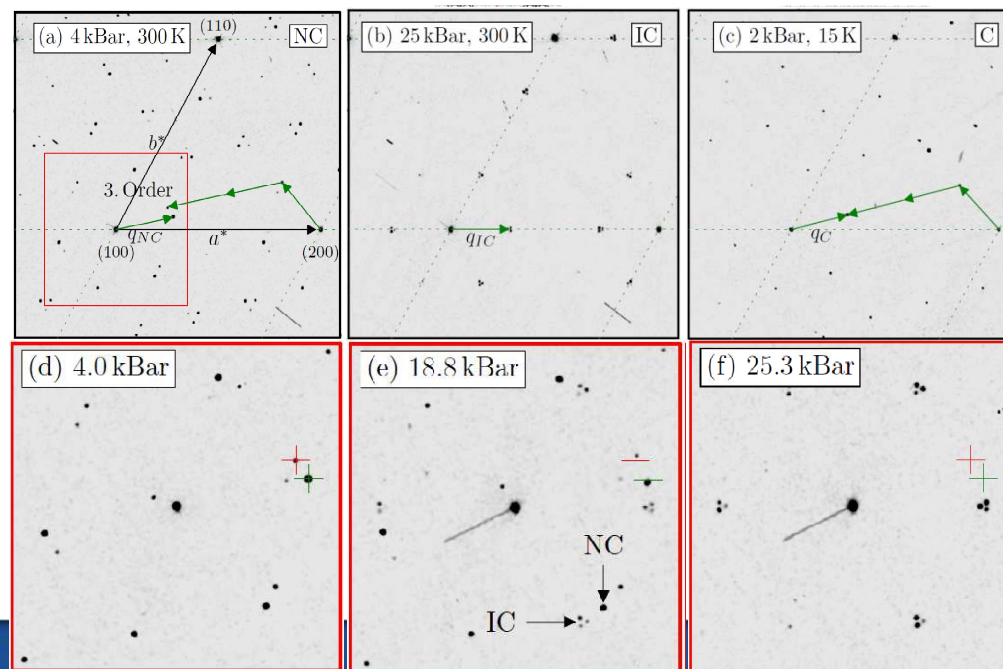 (a) 4 kBar, 300 K
(110)
NC
b*
3. Order
q_NC
a*
(100)
(200)
(b) 25 kBar, 300 K
IC
q_IC
(c) 2 kBar, 15 K
C
q_C
(d) 4.0 kBar
(e) 18.8 kBar
NC
IC
(f) 25.3 kBar